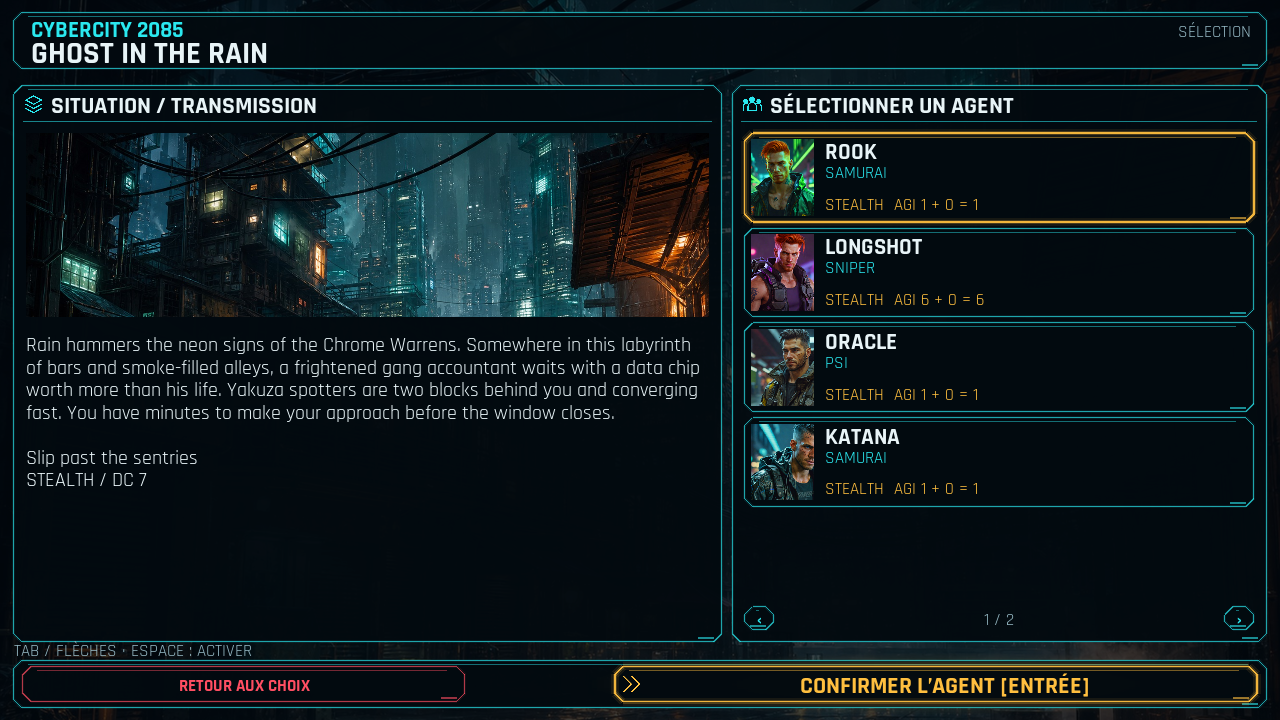 CYBERCITY 2085
GHOST IN THE RAIN
SÉLECTION
SITUATION / TRANSMISSION
Rain hammers the neon signs of the Chrome Warrens. Somewhere in this labyrinth
of bars and smoke-filled alleys, a frightened gang accountant waits with a data chip
worth more than his life. Yakuza spotters are two blocks behind you and converging
fast. You have minutes to make your approach before the window closes.
Slip past the sentries
STEALTH / DC 7
SÉLECTIONNER UN AGENT
ROOK
SAMURAI
STEALTH AGI 1 + 0 = 1
LONGSHOT
SNIPER
STEALTH AGI 6 + 0 = 6
ORACLE
PSI
STEALTH AGI 1 + 0 = 1
KATANA
SAMURAI
STEALTH AGI 1 + 0 = 1
‹ 1 / 2 ›
TAB / FLÈCHES · ESPACE : ACTIVER
RETOUR AUX CHOIX
CONFIRMER L'AGENT [ENTRÉE]